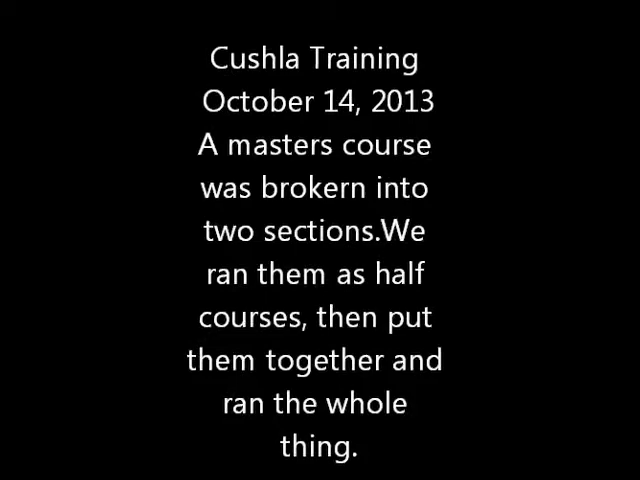 Cushla Training
October 14, 2013
A masters course
was brokern into
two sections.We
ran them as half
courses, then put
them together and
ran the whole
thing.